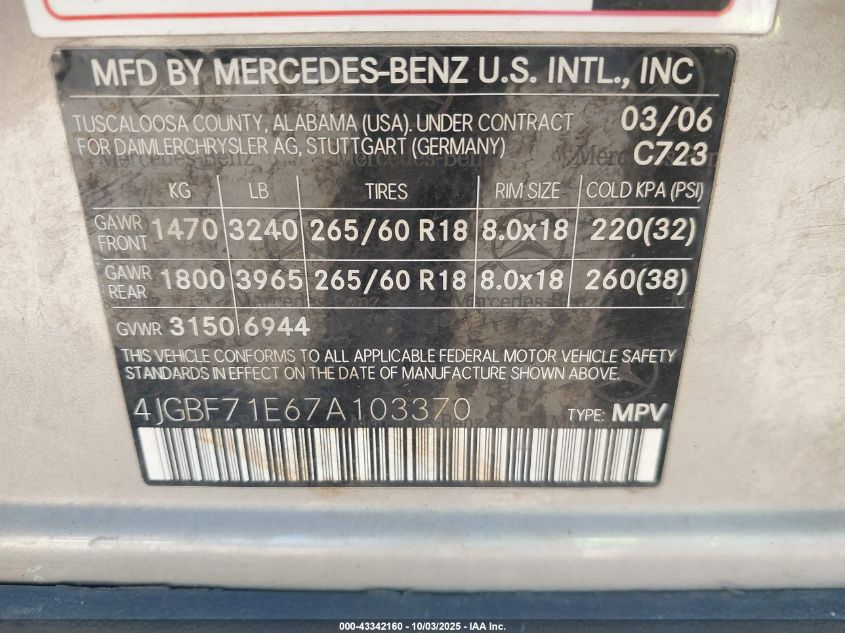 MFD BY MERCEDES-BENZ U.S. INTL., INC
TUSCALOOSA COUNTY, ALABAMA (USA). UNDER CONTRACT 03/06
FOR DAIMLERCHRYSLER AG, STUTTGART (GERMANY) C723
KG LB TIRES RIM SIZE COLD KPA (PSI)
GAWR FRONT 1470 3240 265/60 R18 8.0x18 220(32)
GAWR REAR 1800 3965 265/60 R18 8.0x18 260(38)
GVWR 3150 6944
THIS VEHICLE CONFORMS TO ALL APPLICABLE FEDERAL MOTOR VEHICLE SAFETY
STANDARDS IN EFFECT ON THE DATE OF MANUFACTURE SHOWN ABOVE.
4JGBF71E67A103370 TYPE: MPV
000-43342160 - 10/03/2025 - IAA Inc.